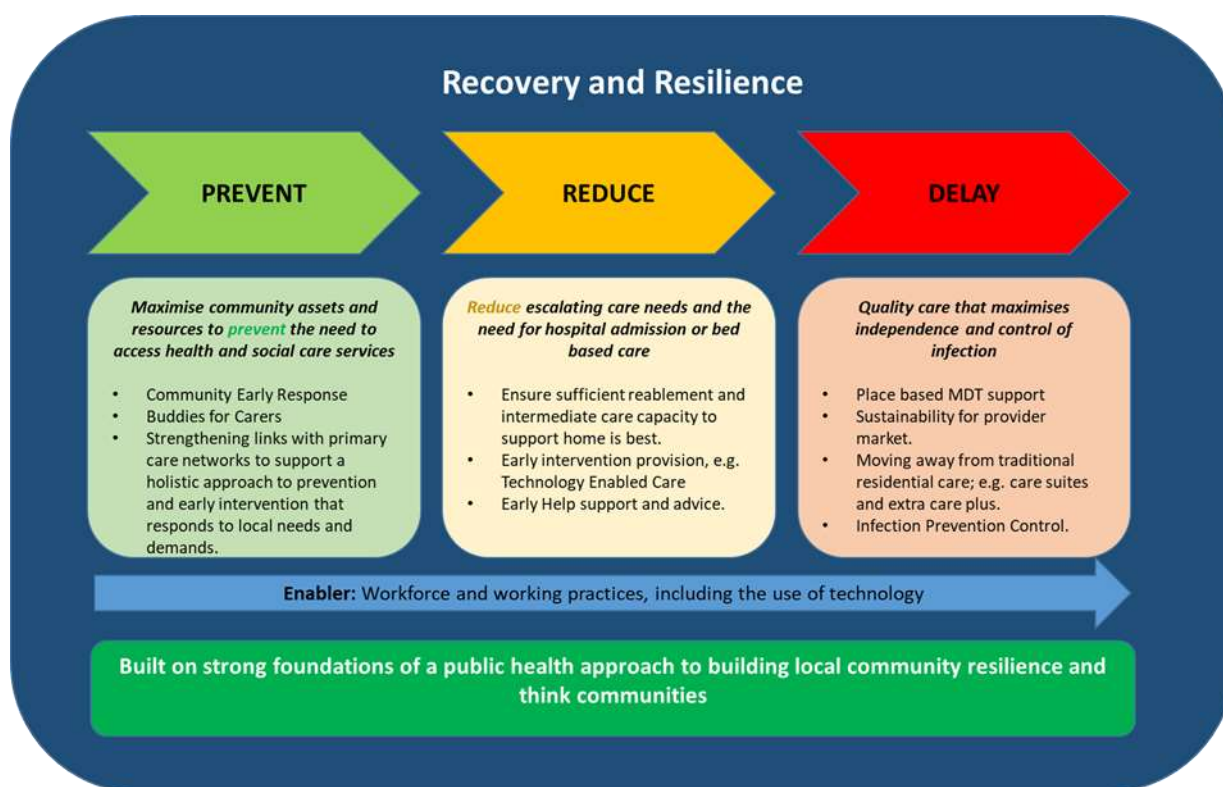 Recovery and Resilience
PREVENT
REDUCE
DELAY
Maximise community assets and
resources to prevent the need to
access health and social care services
• Community Early Response
• Buddies for Carers
• Strengthening links with primary
care networks to support a
holistic approach to prevention
and early intervention that
responds to local needs and
demands.
Reduce escalating care needs and the
need for hospital admission or bed
based care
• Ensure sufficient reablement and
intermediate care capacity to
support home is best.
• Early intervention provision, e.g.
Technology Enabled Care
• Early Help support and advice.
Quality care that maximises
independence and control of
infection
• Place based MDT support
• Sustainability for provider
market.
• Moving away from traditional
residential care; e.g. care suites
and extra care plus.
• Infection Prevention Control.
Enabler: Workforce and working practices, including the use of technology
Built on strong foundations of a public health approach to building local community resilience and
think communities